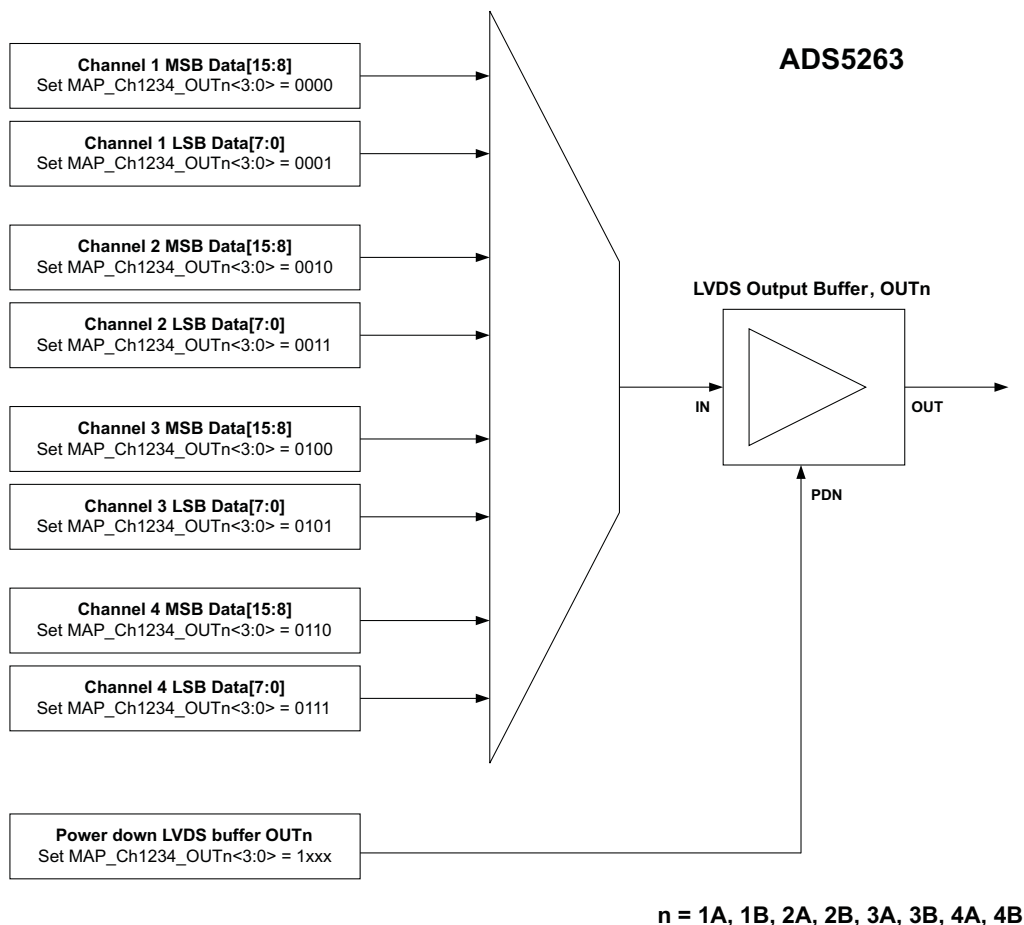 ADS5263
Channel 1 MSB Data[15:8]
Set MAP_Ch1234_OUTn<3:0> = 0000
Channel 1 LSB Data[7:0]
Set MAP_Ch1234_OUTn<3:0> = 0001
Channel 2 MSB Data[15:8]
Set MAP_Ch1234_OUTn<3:0> = 0010
Channel 2 LSB Data[7:0]
Set MAP_Ch1234_OUTn<3:0> = 0011
LVDS Output Buffer, OUTn
IN
OUT
PDN
Channel 3 MSB Data[15:8]
Set MAP_Ch1234_OUTn<3:0> = 0100
Channel 3 LSB Data[7:0]
Set MAP_Ch1234_OUTn<3:0> = 0101
Channel 4 MSB Data[15:8]
Set MAP_Ch1234_OUTn<3:0> = 0110
Channel 4 LSB Data[7:0]
Set MAP_Ch1234_OUTn<3:0> = 0111
Power down LVDS buffer OUTn
Set MAP_Ch1234_OUTn<3:0> = 1xxx
n = 1A, 1B, 2A, 2B, 3A, 3B, 4A, 4B